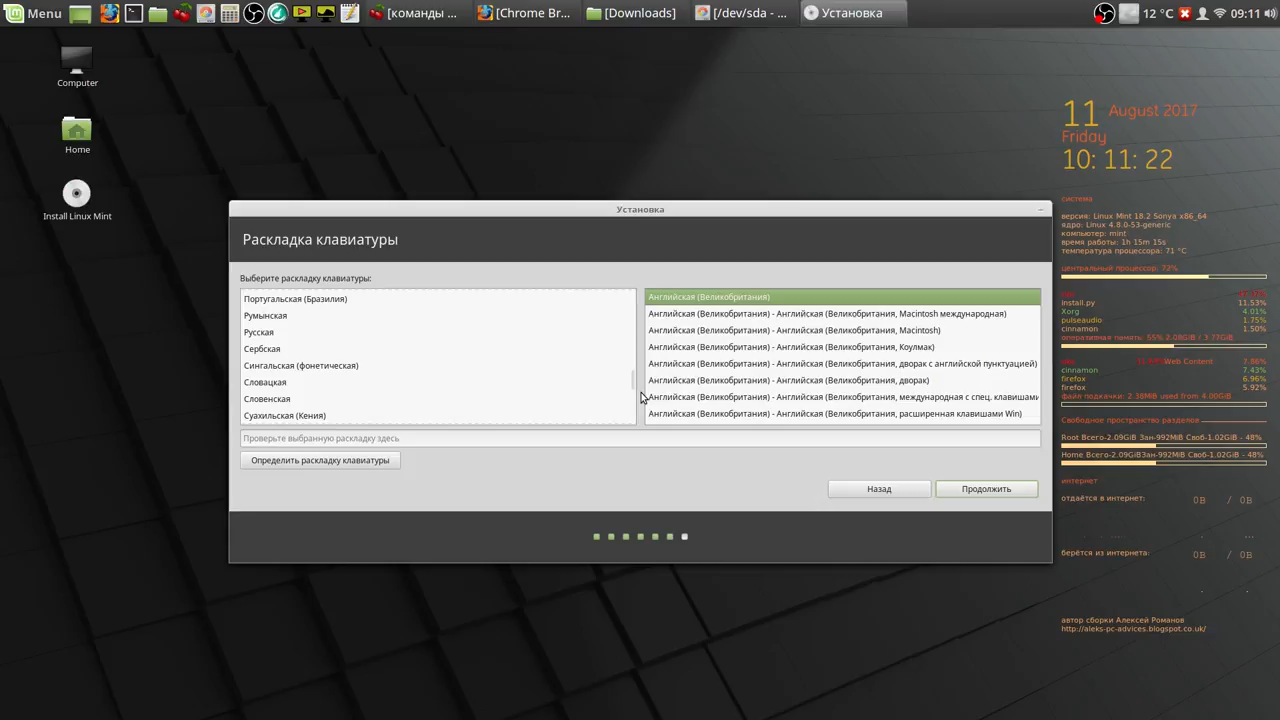 Menu
[команды ...
[Chrome Br...
[Downloads]
[/dev/sda - ...
Установка
12 °C
09:11
Computer
Home
Install Linux Mint
11 August 2017
Friday
10: 11: 22
система
версия: Linux Mint 18.2 Sonya x86_64
ядро: Linux 4.8.0-53-generic
компьютер: mint
время работы: 1h 15m 15s
температура процессора: 71 °C
центральный процессор: 72%
install.py 11.53%
Xorg 4.01%
pulseaudio 1.75%
cinnamon 1.50%
оперативная память: 55% 2.08GiB / 3.77GiB
Web Content 7.86%
cinnamon 7.43%
firefox 6.96%
firefox 5.92%
файл подкачки: 2.38MiB used from 4.00GiB
Свободное пространство разделов
Root Всего-2.09GiB Зан-992MiB Своб-1.02GiB - 48%
Home Всего-2.09GiBЗан-992MiB Своб-1.02GiB - 48%
интернет
отдаётся в интернет: 0B / 0B
берётся из интернета: 0B / 0B
автор сборки Алексей Романов
http://aleks-pc-advices.blogspot.co.uk/
Установка
Раскладка клавиатуры
Выберите раскладку клавиатуры:
Португальская (Бразилия)
Румынская
Русская
Сербская
Сингальская (фонетическая)
Словацкая
Словенская
Суахильская (Кения)
Английская (Великобритания)
Английская (Великобритания) - Английская (Великобритания, Macintosh международная)
Английская (Великобритания) - Английская (Великобритания, Macintosh)
Английская (Великобритания) - Английская (Великобритания, Коулмак)
Английская (Великобритания) - Английская (Великобритания, дворак с английской пунктуацией)
Английская (Великобритания) - Английская (Великобритания, дворак)
Английская (Великобритания) - Английская (Великобритания, международная с спец. клавишами
Английская (Великобритания) - Английская (Великобритания, расширенная клавишами Win)
Проверьте выбранную раскладку здесь
Определить раскладку клавиатуры
Назад
Продолжить